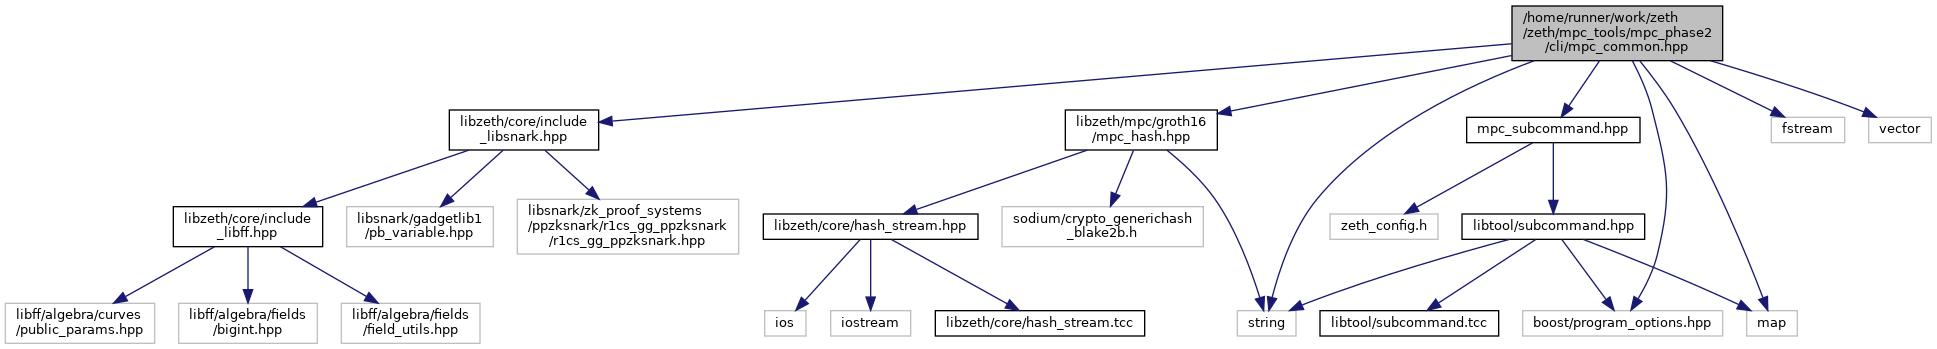 /home/runner/work/zeth
/zeth/mpc_tools/mpc_phase2
/cli/mpc_common.hpp
libzeth/core/include
_libsnark.hpp
libzeth/mpc/groth16
/mpc_hash.hpp
mpc_subcommand.hpp
fstream
vector
libzeth/core/include
_libff.hpp
libsnark/gadgetlib1
/pb_variable.hpp
libsnark/zk_proof_systems
/ppzksnark/r1cs_gg_ppzksnark
/r1cs_gg_ppzksnark.hpp
libzeth/core/hash_stream.hpp
sodium/crypto_generichash
_blake2b.h
zeth_config.h
libtool/subcommand.hpp
libff/algebra/curves
/public_params.hpp
libff/algebra/fields
/bigint.hpp
libff/algebra/fields
/field_utils.hpp
ios
iostream
libzeth/core/hash_stream.tcc
string
libtool/subcommand.tcc
boost/program_options.hpp
map